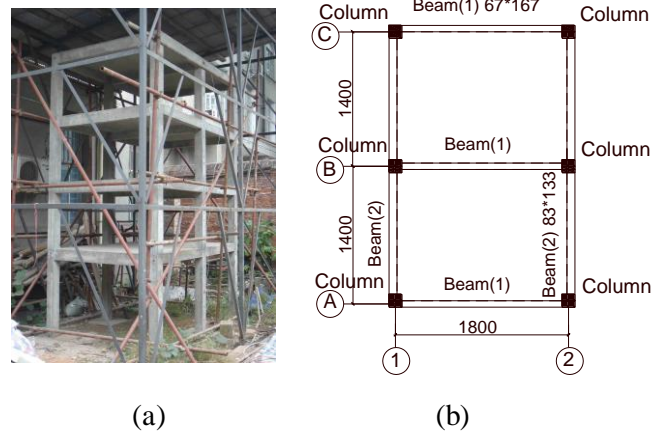 Column
Beam(1) 67*167
Column
C
1400
Column
Beam(1)
Column
B
1400
Beam(2)
Beam(2) 83*133
Column
Beam(1)
Column
A
1800
1
2
(a)
(b)